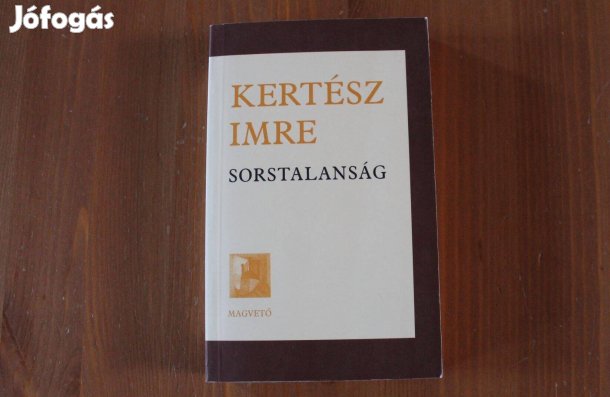 Jófogás
KERTÉSZ
IMRE
SORSTALANSÁG
MAGVETŐ